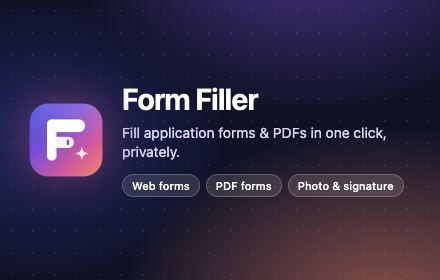 Form Filler
Fill application forms & PDFs in one click,
privately.
Web forms
PDF forms
Photo & signature